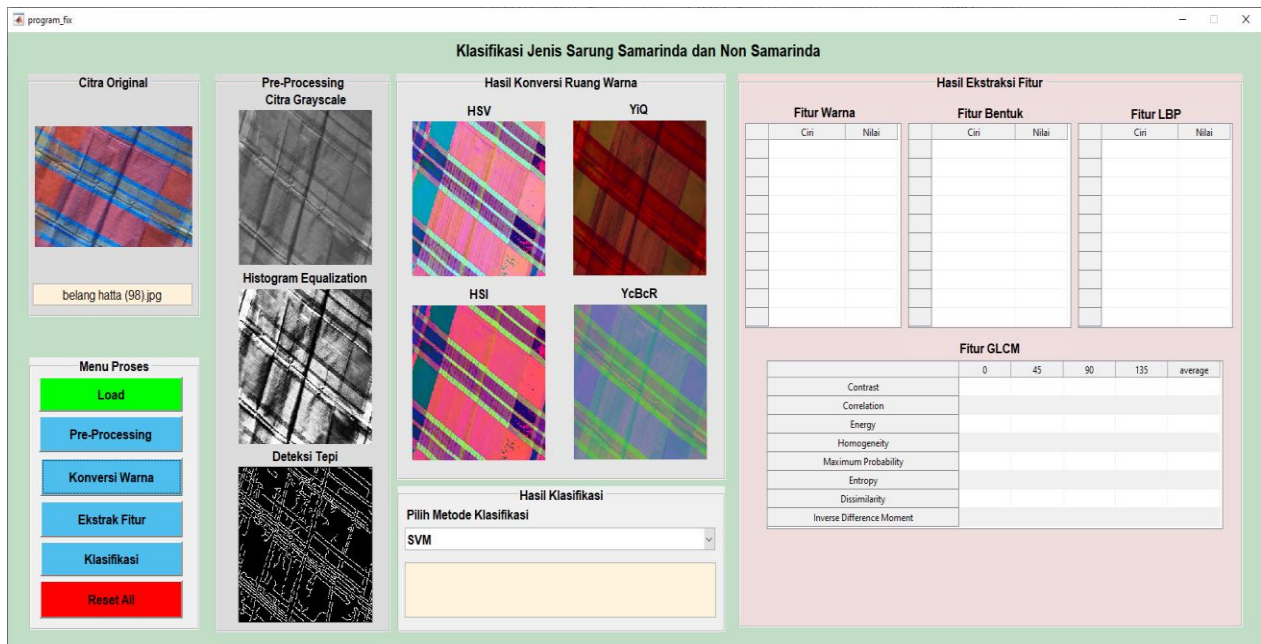 program_fix
Klasifikasi Jenis Sarung Samarinda dan Non Samarinda
Citra Original
belang hatta (98).jpg
Menu Proses
Load
Pre-Processing
Konversi Warna
Ekstrak Fitur
Klasifikasi
Reset All
Pre-Processing
Citra Grayscale
Histogram Equalization
Deteksi Tepi
Hasil Konversi Ruang Warna
HSV
YiQ
HSI
YcBcR
Hasil Klasifikasi
Pilih Metode Klasifikasi
SVM
Hasil Ekstraksi Fitur
Fitur Warna
Ciri Nilai
Fitur Bentuk
Ciri Nilai
Fitur LBP
Ciri Nilai
Fitur GLCM
0 45 90 135 average
Contrast
Correlation
Energy
Homogeneity
Maximum Probability
Entropy
Dissimilarity
Inverse Difference Moment